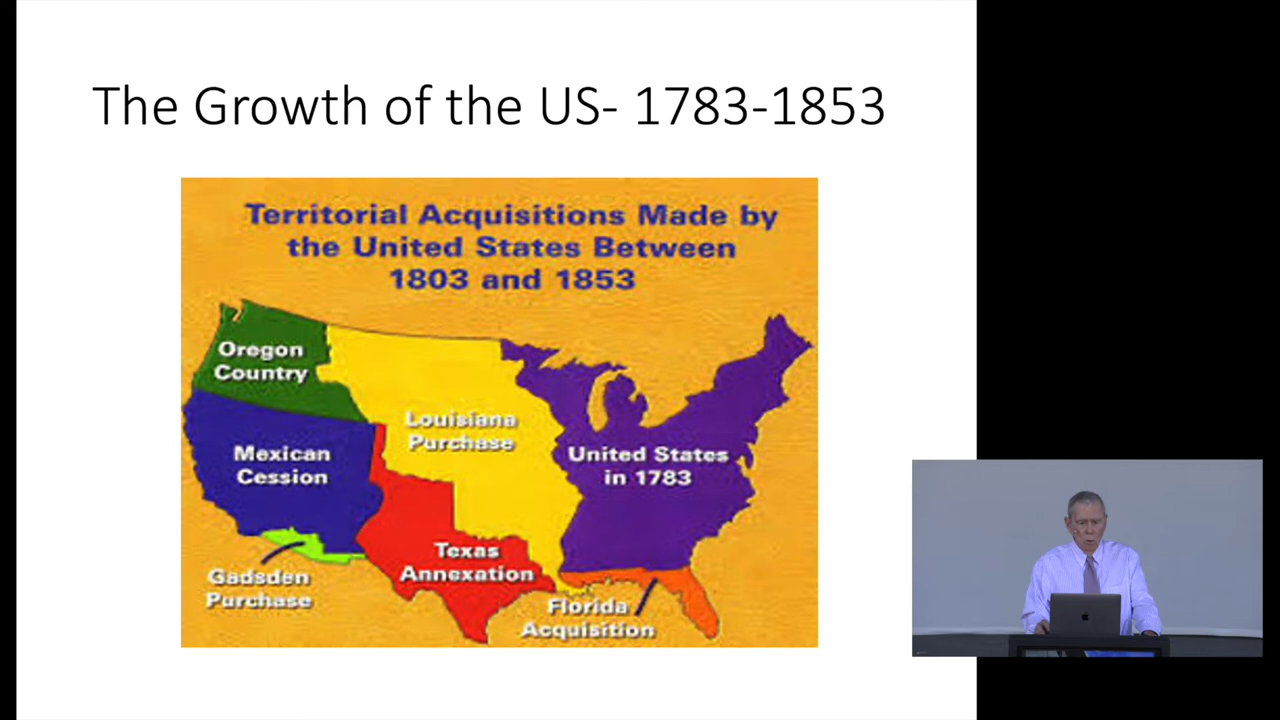 The Growth of the US- 1783-1853
Territorial Acquisitions Made by
the United States Between
1803 and 1853
Oregon
Country
Louisiana
Purchase
Mexican
Cession
United States
in 1783
Texas
Annexation
Gadsden
Purchase
Florida
Acquisition